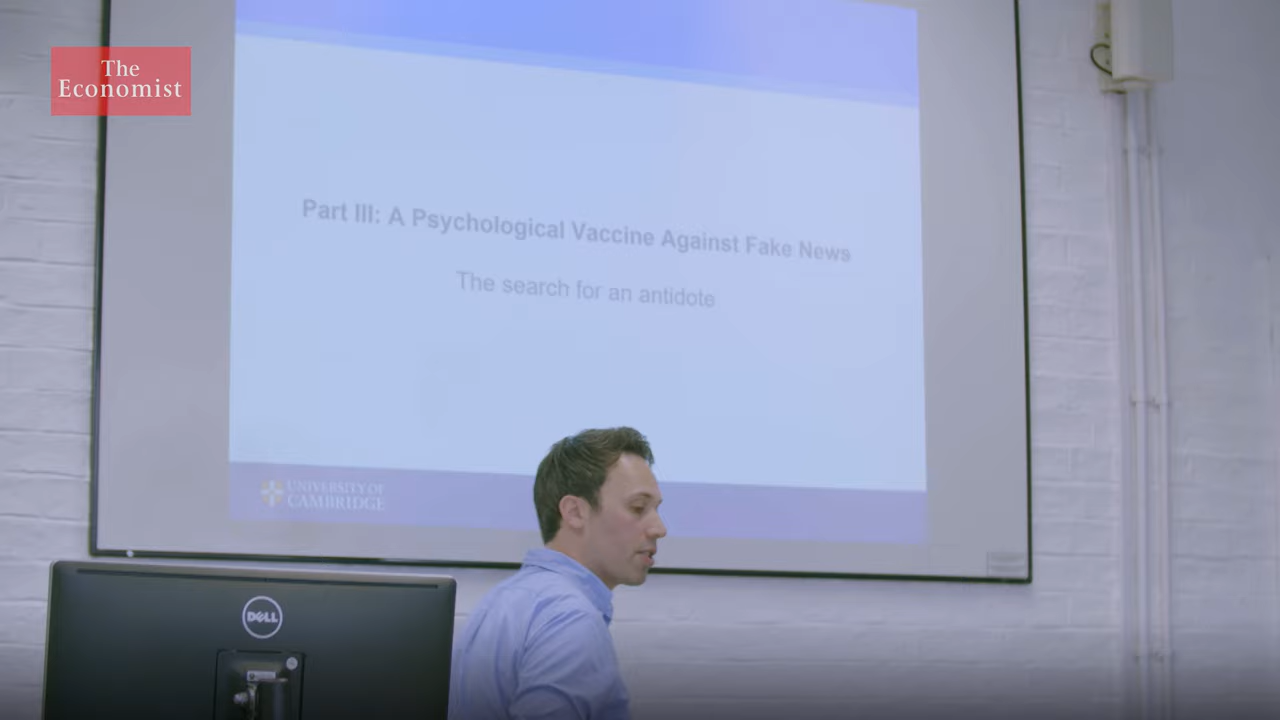 The
Economist
Part III: A Psychological Vaccine Against Fake News
The search for an antidote
UNIVERSITY OF
CAMBRIDGE
DELL